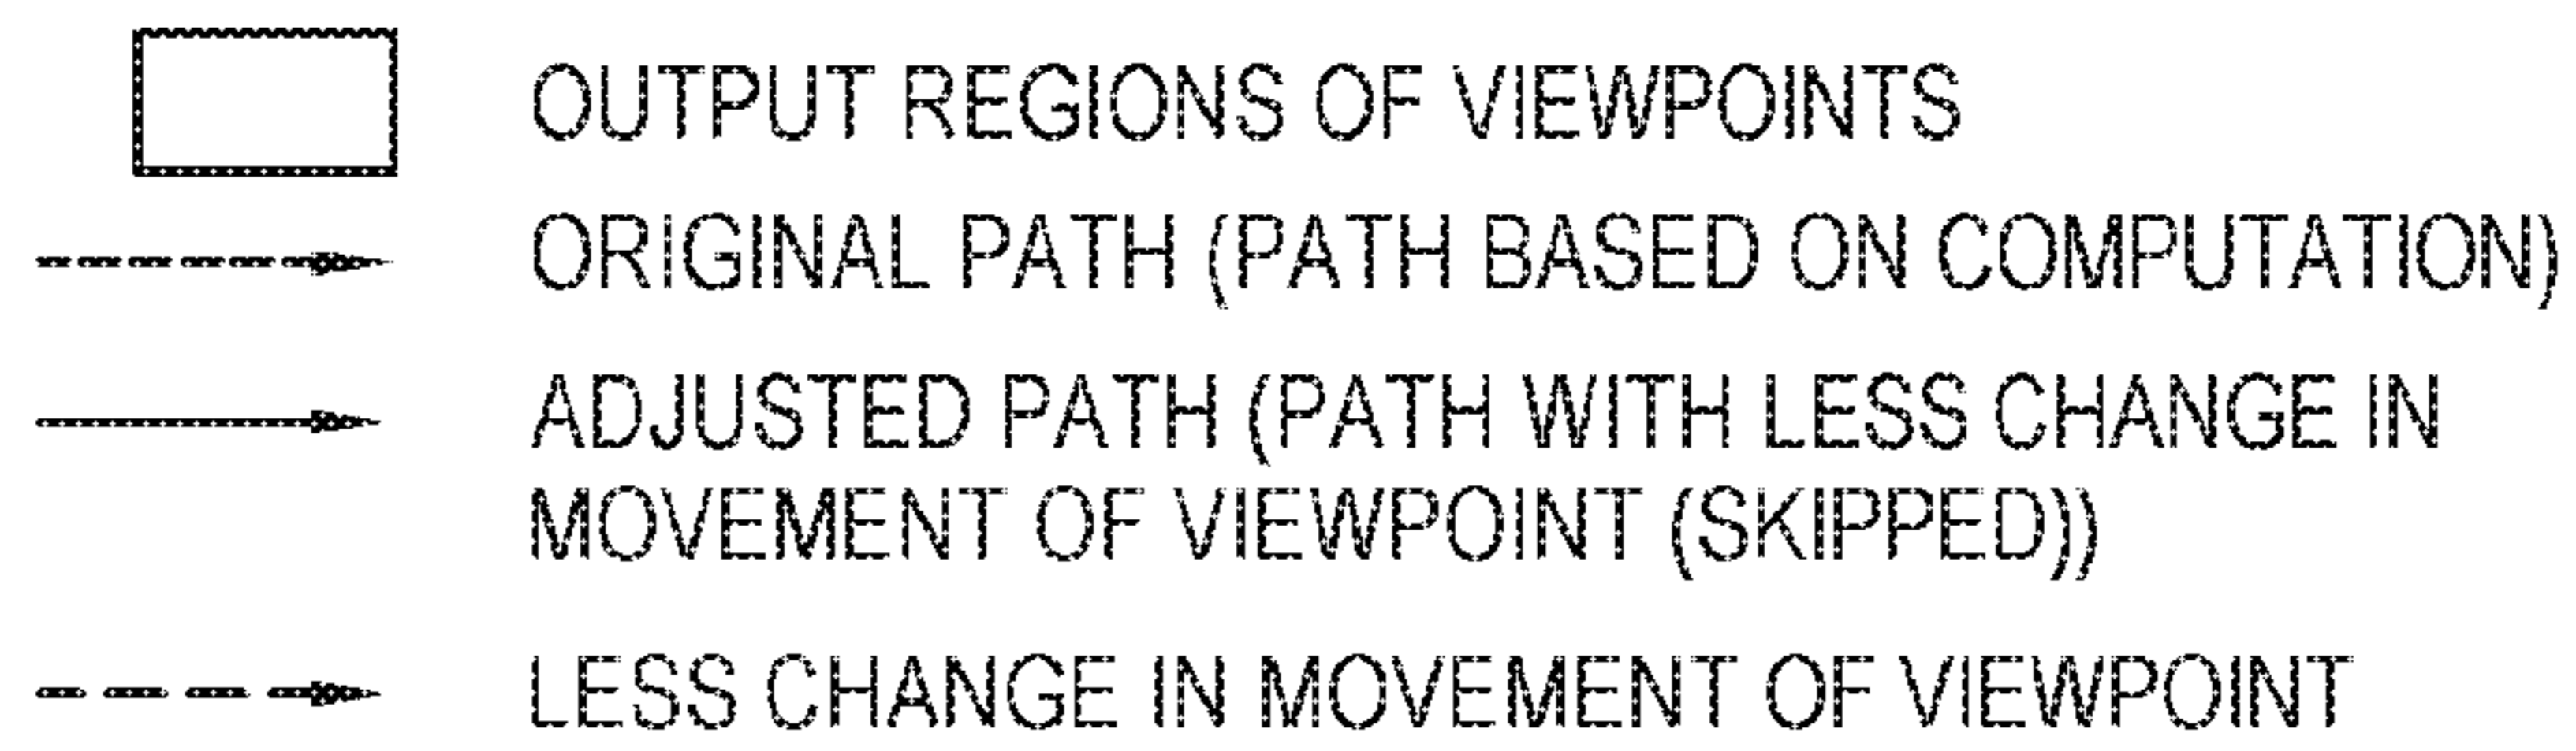 OUTPUT REGIONS OF VIEWPOINTS
ORIGINAL PATH (PATH BASED ON COMPUTATION)
ADJUSTED PATH (PATH WITH LESS CHANGE IN
MOVEMENT OF VIEWPOINT (SKIPPED))
LESS CHANGE IN MOVEMENT OF VIEWPOINT